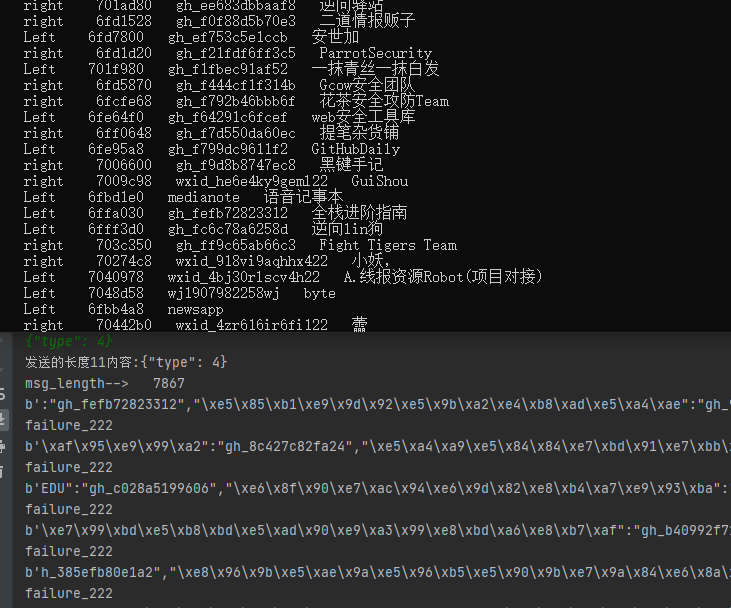 right 701ad80 gh_ee683dbbaaf8 逆向驿站
right 6fd1528 gh_f0f88d5b70e3 二道情报贩子
Left 6fd7800 gh_ef753c5e1ccb 安世加
right 6fd1d20 gh_f21fdf6ff3c5 ParrotSecurity
Left 701f980 gh_f1fbec91af52 一抹青丝一抹白发
right 6fd5870 gh_f444cf1f314b Gcow安全团队
right 6fcfe68 gh_f792b46bbb6f 花茶安全攻防Team
Left 6fe64f0 gh_f64291c6fcef web安全工具库
right 6ff0648 gh_f7d550da60ec 提笔杂货铺
Left 6fe95a8 gh_f799dc9611f2 GitHubDaily
right 7006600 gh_f9d8b8747ec8 黑键手记
right 7009c98 wxid_he6e4ky9geml22 GuiShou
Left 6fbd1e0 medianote 语音记事本
Left 6ffa030 gh_fefb72823312 全栈进阶指南
Left 6fff3d0 gh_fc6c78a6258d 逆向lin狗
right 703c350 gh_ff9c65ab66c3 Fight Tigers Team
right 70274c8 wxid_918vi9aqhhx422 小妖,
Left 7040978 wxid_4bj30r1scv4h22 A.线报资源Robot(项目对接)
Left 7048d58 wj1907982258wj byte
Left 6fbb4a8 newsapp
right 70442b0 wxid_4zr616ir6fi122
{"type": 4}
发送的长度11内容:{"type": 4}
msg_length--> 7867
b':"gh_fefb72823312","\xe5\x85\xb1\xe9\x9d\x92\xe5\x9b\xa2\xe4\xb8\xad\xe5\xa4\xae":"gh_
failure_222
b'\xaf\x95\xe9\x99\xa2":"gh_8c427c82fa24","\xe5\xa4\xa9\xe5\x84\x84\xe7\xbd\x91\xe7\xbb\
failure_222
b'EDU":"gh_c028a5199606","\xe6\x8f\x90\xe7\xac\x94\xe6\x9d\x82\xe8\xb4\xa7\xe9\x93\xba":
failure_222
b'\xe7\x99\xbd\xe5\xb8\xbd\xe5\xad\x90\xe9\xa3\x99\xe8\xbd\xa6\xe8\xb7\xaf":"gh_b40992f7
failure_222
b'h_385efb80e1a2","\xe8\x96\x9b\xe5\xae\x9a\xe5\x96\xb5\xe5\x90\x9b\xe7\x9a\x84\xe6\x8a\
failure_222